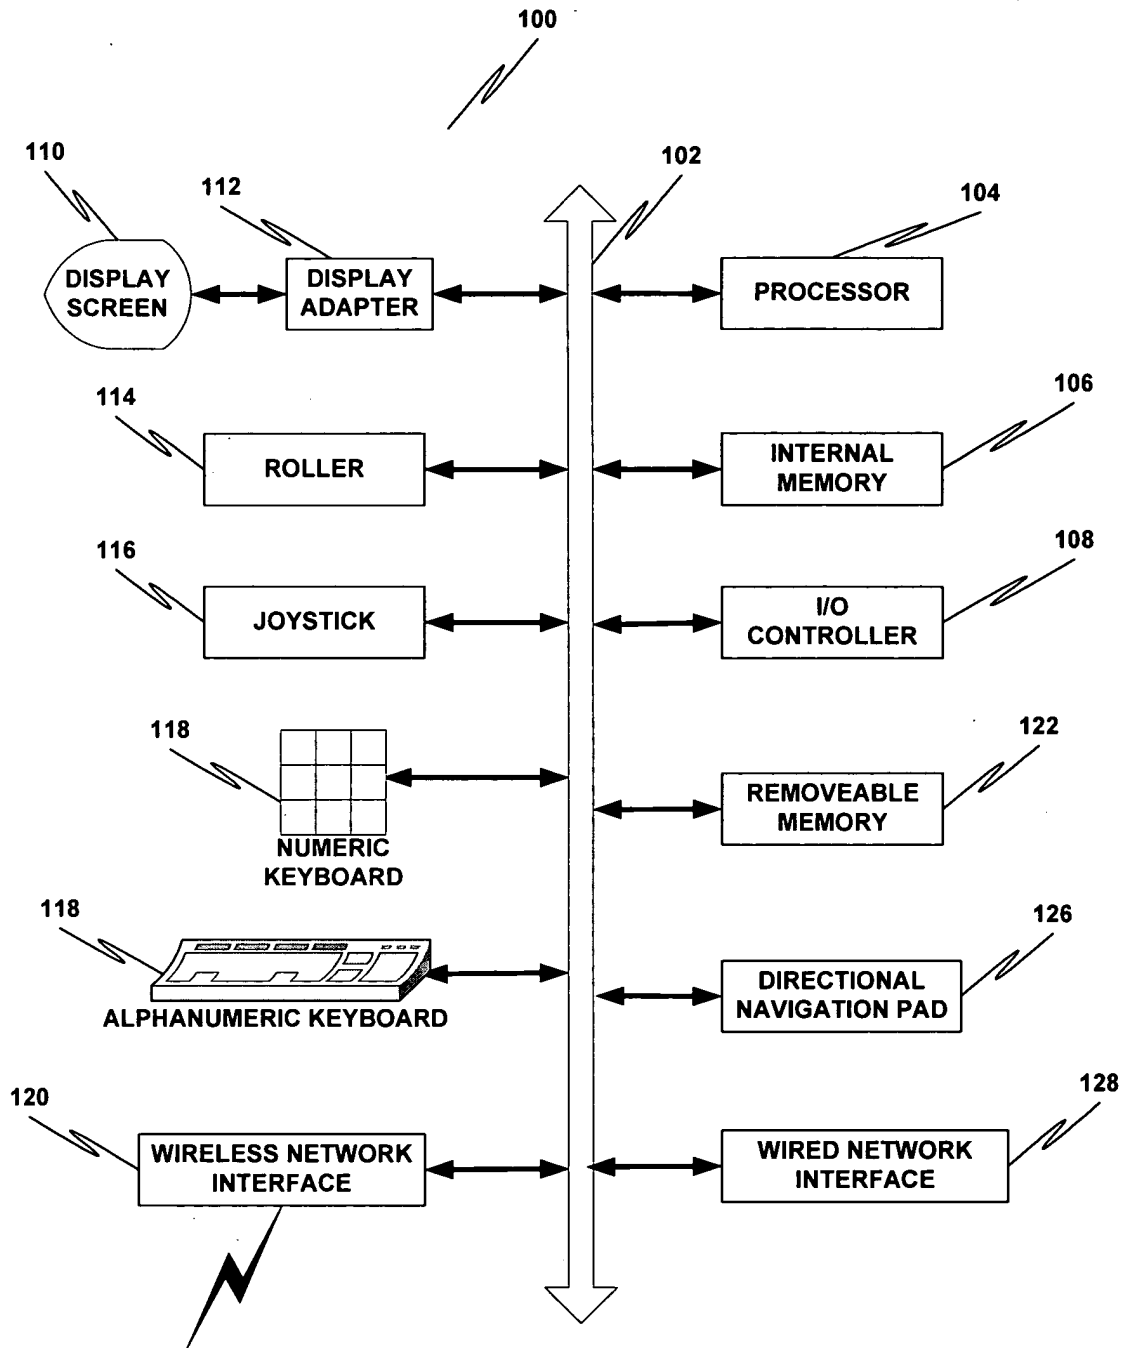 100
110
112
102
104
DISPLAY
SCREEN
DISPLAY
ADAPTER
PROCESSOR
114
106
ROLLER
INTERNAL
MEMORY
116
108
JOYSTICK
I/O
CONTROLLER
118
122
NUMERIC
KEYBOARD
REMOVEABLE
MEMORY
118
126
ALPHANUMERIC KEYBOARD
DIRECTIONAL
NAVIGATION PAD
120
128
WIRELESS NETWORK
INTERFACE
WIRED NETWORK
INTERFACE